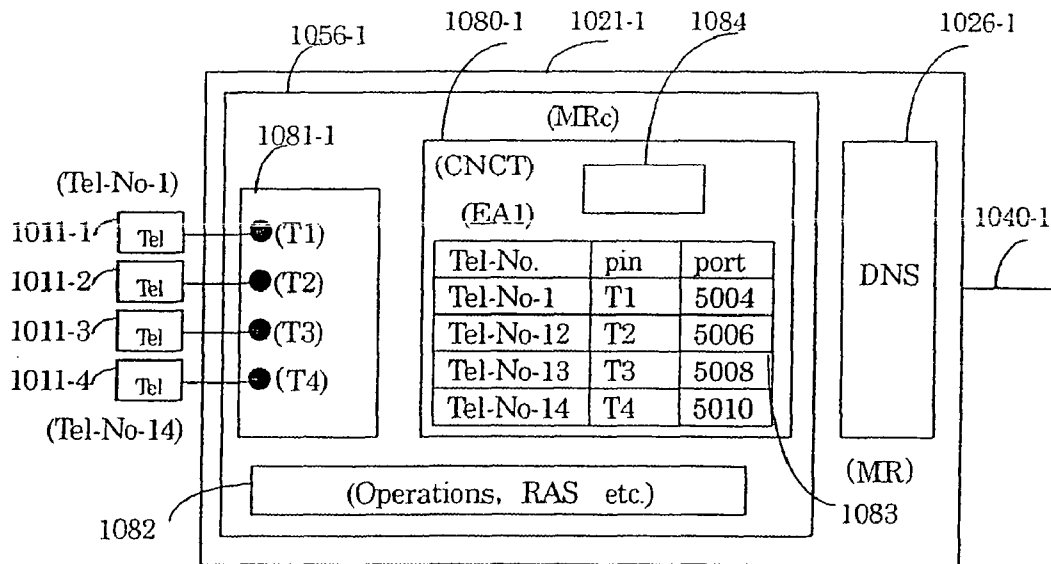 1056-1
1080-1
1021-1
1084
1026-1
(MRc)
1081-1
(CNCT)
(Tel-No-1)
(EA1)
1011-1
Tel
(T1)
1011-2
Tel
(T2)
1011-3
Tel
(T3)
1011-4
Tel
(T4)
(Tel-No-14)
Tel-No. pin port
Tel-No-1 T1 5004
Tel-No-12 T2 5006
Tel-No-13 T3 5008
Tel-No-14 T4 5010
DNS
1040-1
(MR)
(Operations, RAS etc.)
1082
1083